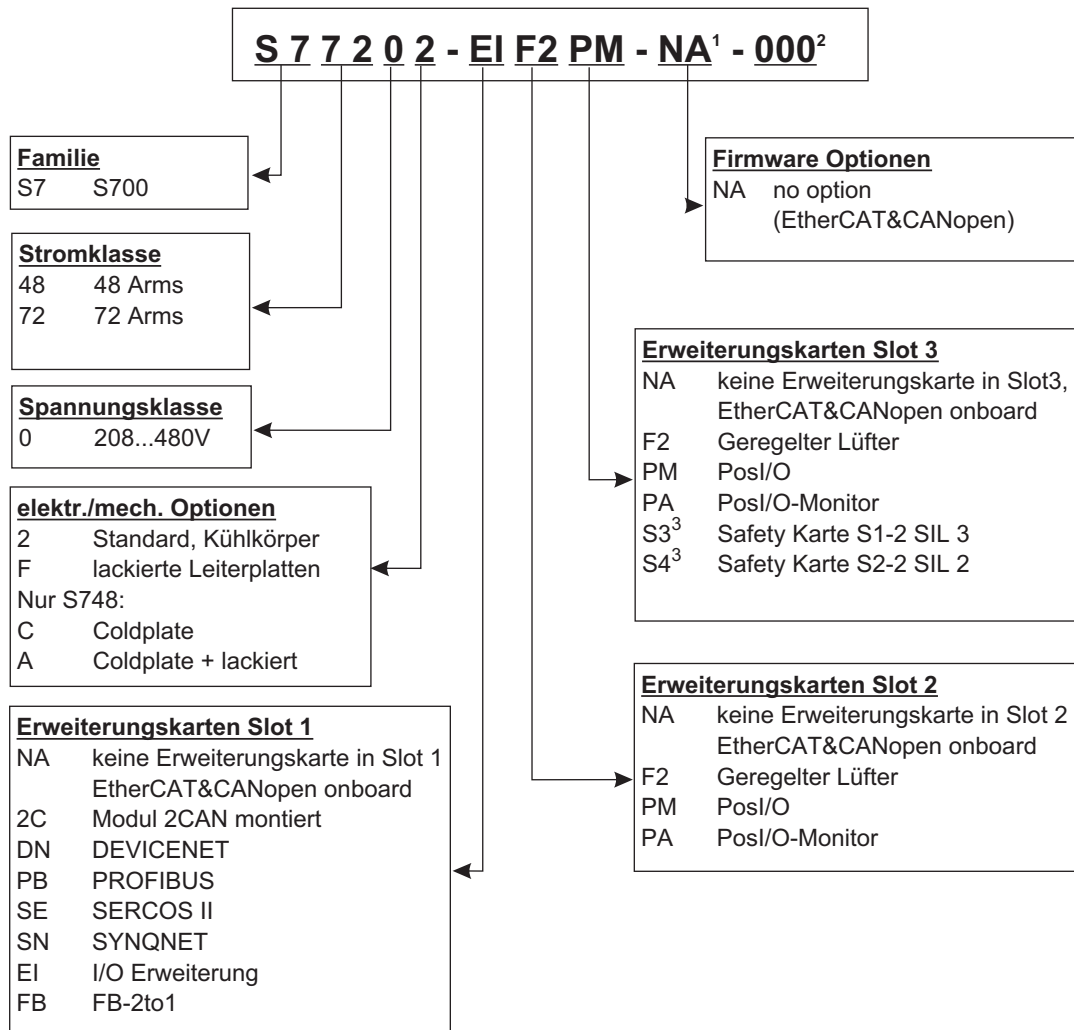 S 7 7 2 0 2 - EI F2 PM - NA¹ - 000²
Familie
S7 S700
Stromklasse
48 48 Arms
72 72 Arms
Spannungsklasse
0 208...480V
elektr./mech. Optionen
2 Standard, Kühlkörper
F lackierte Leiterplatten
Nur S748:
C Coldplate
A Coldplate + lackiert
Erweiterungskarten Slot 1
NA keine Erweiterungskarte in Slot 1
EtherCAT&CANopen onboard
2C Modul 2CAN montiert
DN DEVICENET
PB PROFIBUS
SE SERCOS II
SN SYNQNET
EI I/O Erweiterung
FB FB-2to1
Firmware Optionen
NA no option
(EtherCAT&CANopen)
Erweiterungskarten Slot 3
NA keine Erweiterungskarte in Slot3,
EtherCAT&CANopen onboard
F2 Geregelter Lüfter
PM PosI/O
PA PosI/O-Monitor
S3³ Safety Karte S1-2 SIL 3
S4³ Safety Karte S2-2 SIL 2
Erweiterungskarten Slot 2
NA keine Erweiterungskarte in Slot 2
EtherCAT&CANopen onboard
F2 Geregelter Lüfter
PM PosI/O
PA PosI/O-Monitor